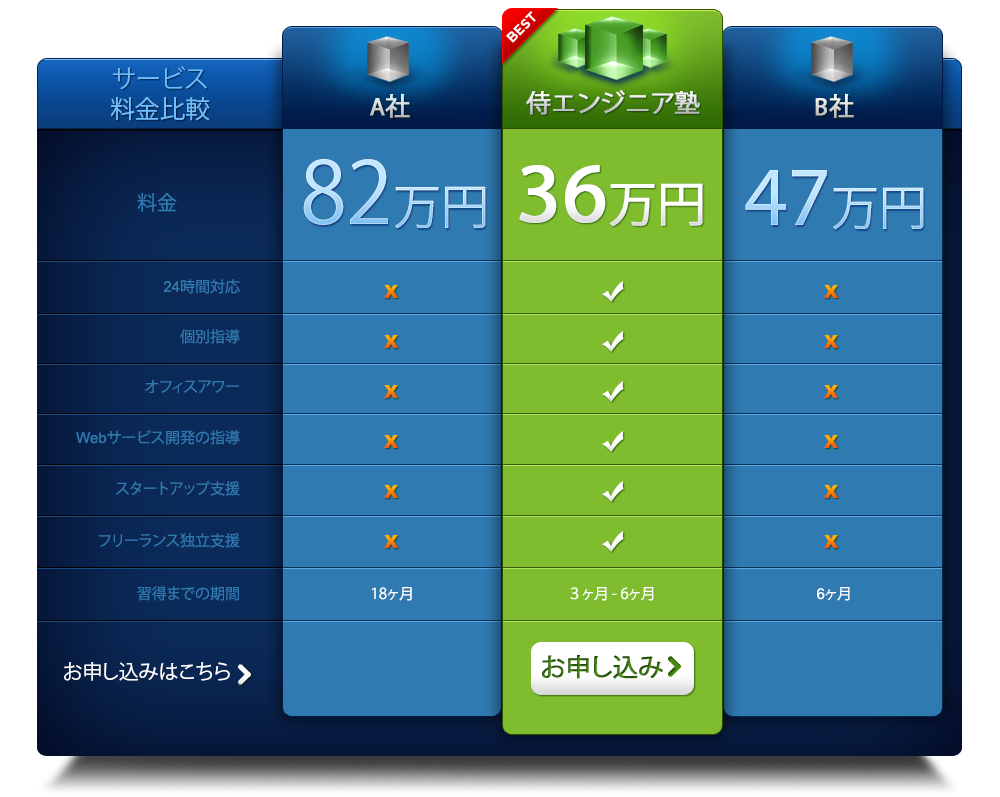 BEST
サービス
料金比較
A社
侍エンジニア塾
B社
料金
82万円
36万円
47万円
24時間対応
x
x
個別指導
x
x
オフィスアワー
x
x
Webサービス開発の指導
x
x
スタートアップ支援
x
x
フリーランス独立支援
x
x
習得までの期間
18ヶ月
3ヶ月-6ヶ月
6ヶ月
お申し込みはこちら
お申し込み